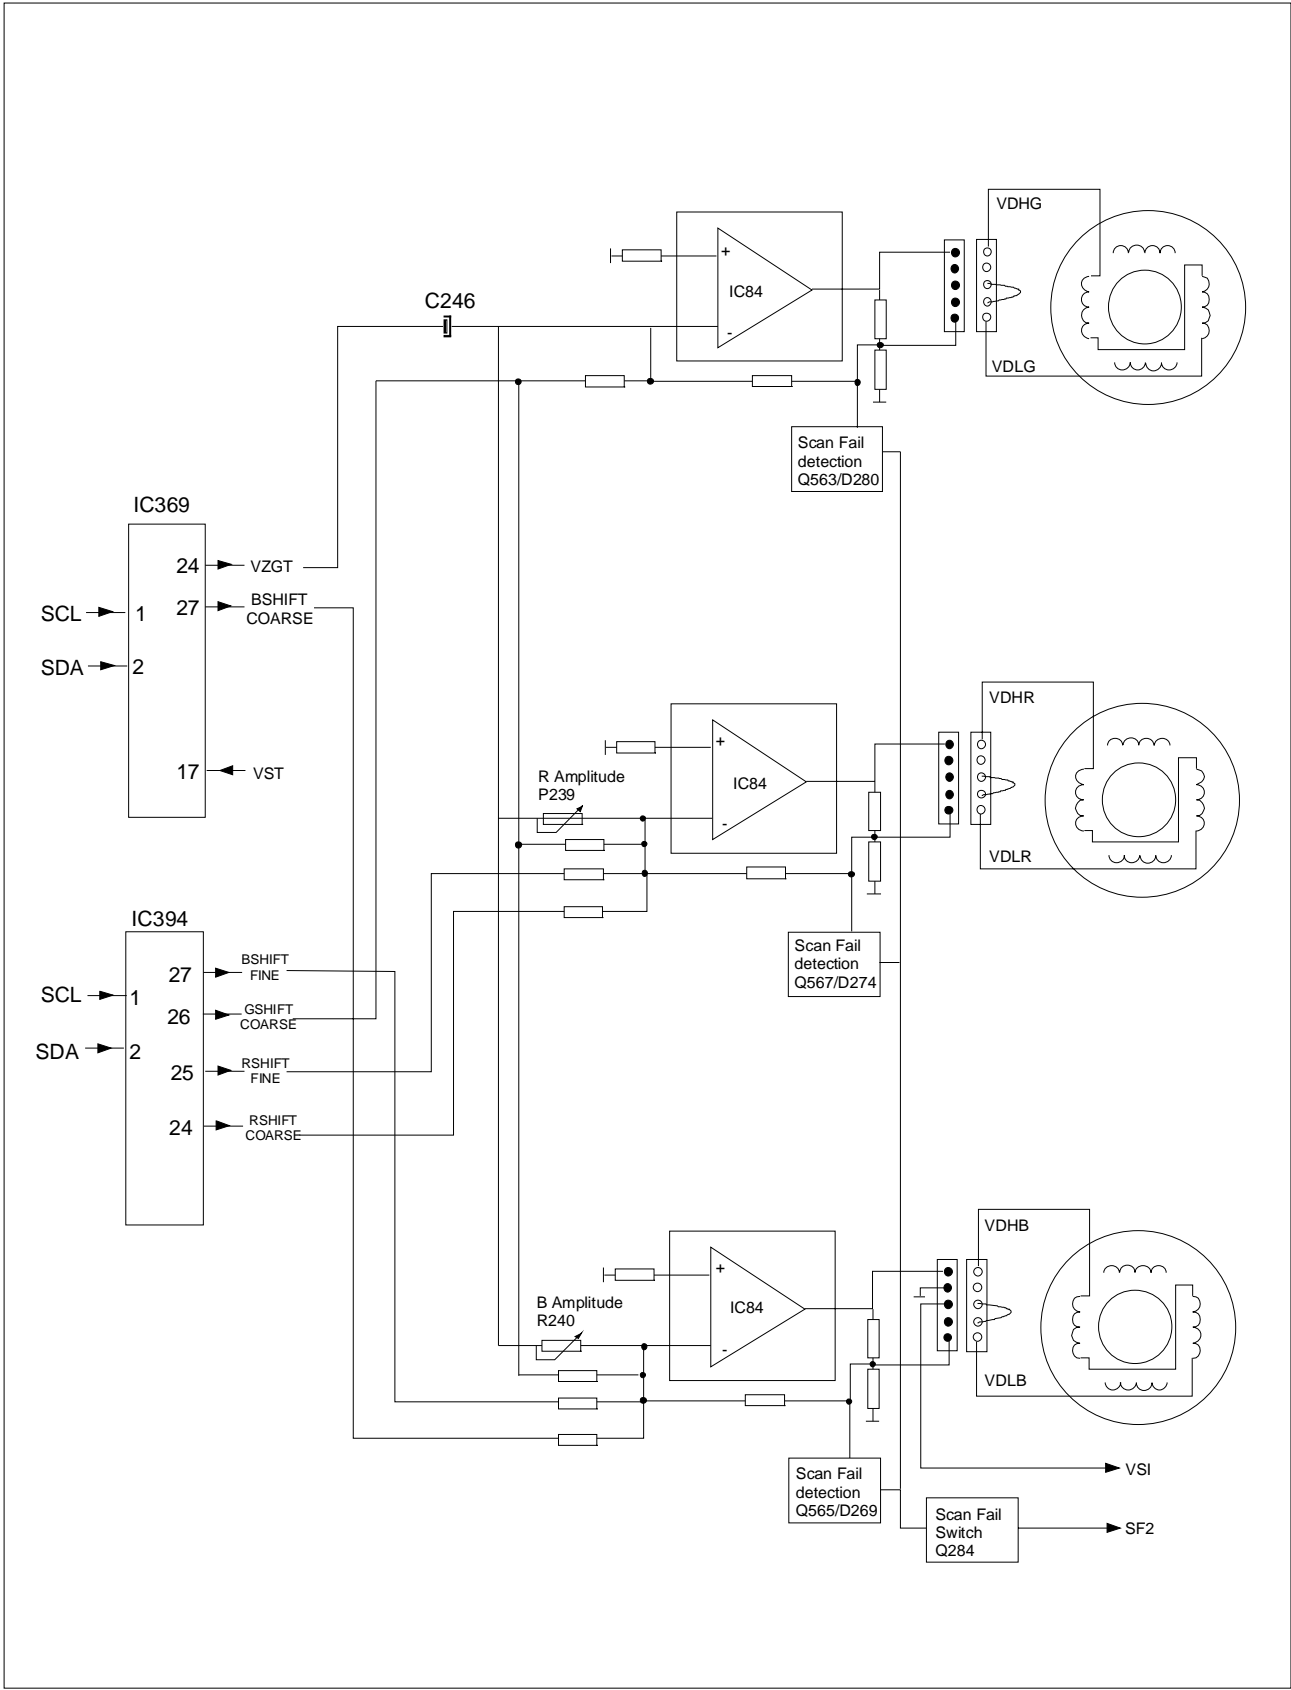 VDHG
+
IC84
-
C246
VDLG
Scan Fail
detection
Q563/D280
IC369
24
VZGT
27
BSHIFT
COARSE
SCL
1
SDA
2
17
VST
VDHR
+
IC84
-
R Amplitude
P239
VDLR
IC394
Scan Fail
detection
Q567/D274
27
BSHIFT
FINE
SCL
1
26
GSHIFT
COARSE
SDA
2
25
RSHIFT
FINE
24
RSHIFT
COARSE
VDHB
+
IC84
-
B Amplitude
R240
VDLB
Scan Fail
detection
Q565/D269
VSI
Scan Fail
Switch
Q284
SF2